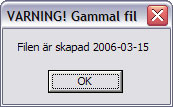 VARNING! Gammal fil
Filen är skapad 2006-03-15
OK